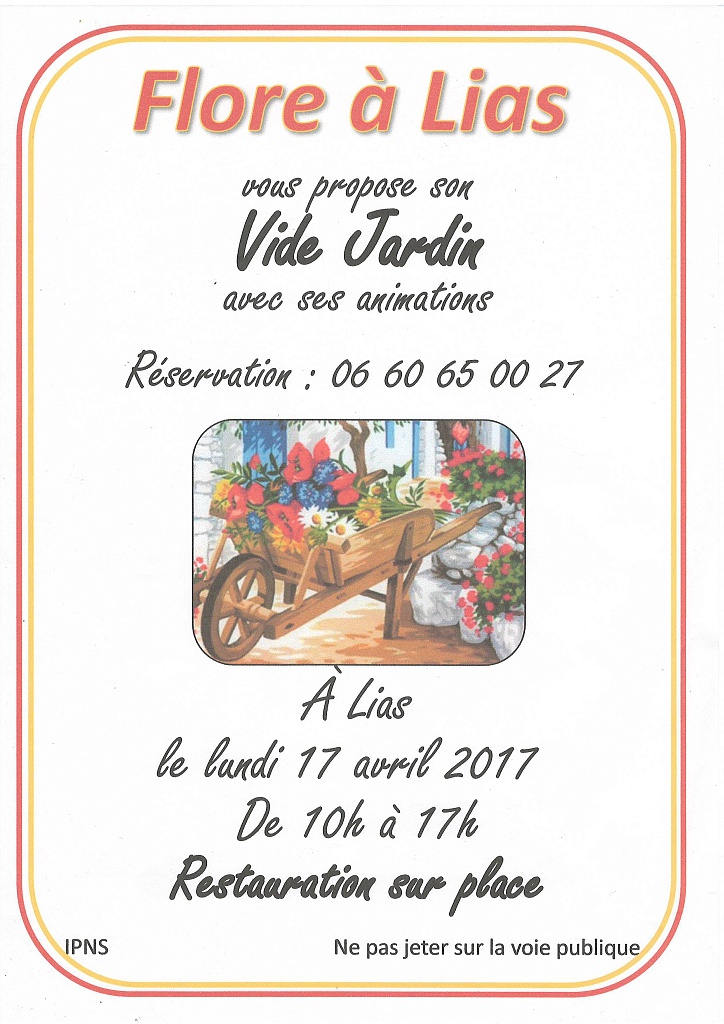 Flore à Lias
vous propose son
Vide Jardin
avec ses animations
Réservation : 06 60 65 00 27
À Lias
le lundi 17 avril 2017
De 10h à 17h
Restauration sur place
IPNS
Ne pas jeter sur la voie publique